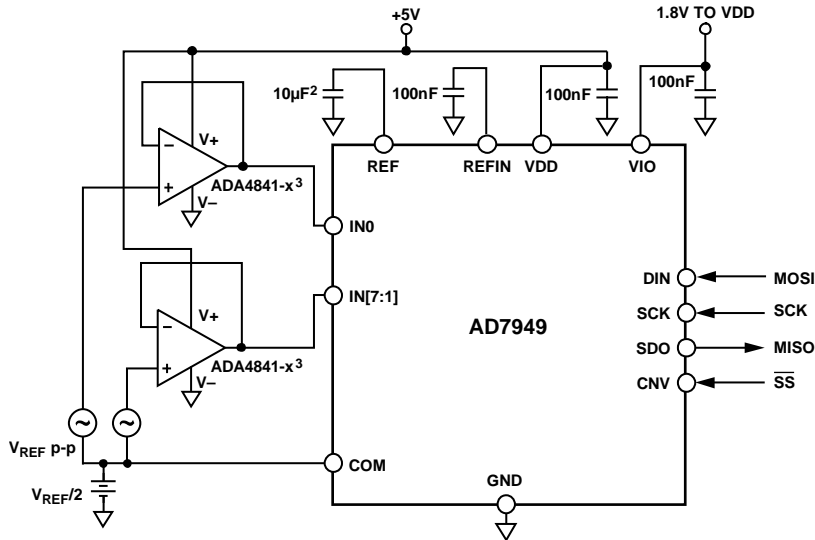 +5V
1.8V TO VDD
10µF²
100nF
100nF
100nF
REF
REFIN
VDD
VIO
−
V+
+
ADA4841-x³
V−
IN0
IN[7:1]
−
V+
+
ADA4841-x³
V−
AD7949
DIN
MOSI
SCK
SCK
SDO
MISO
CNV
S̅S̅
~
~
VREF p-p
COM
VREF/2
GND